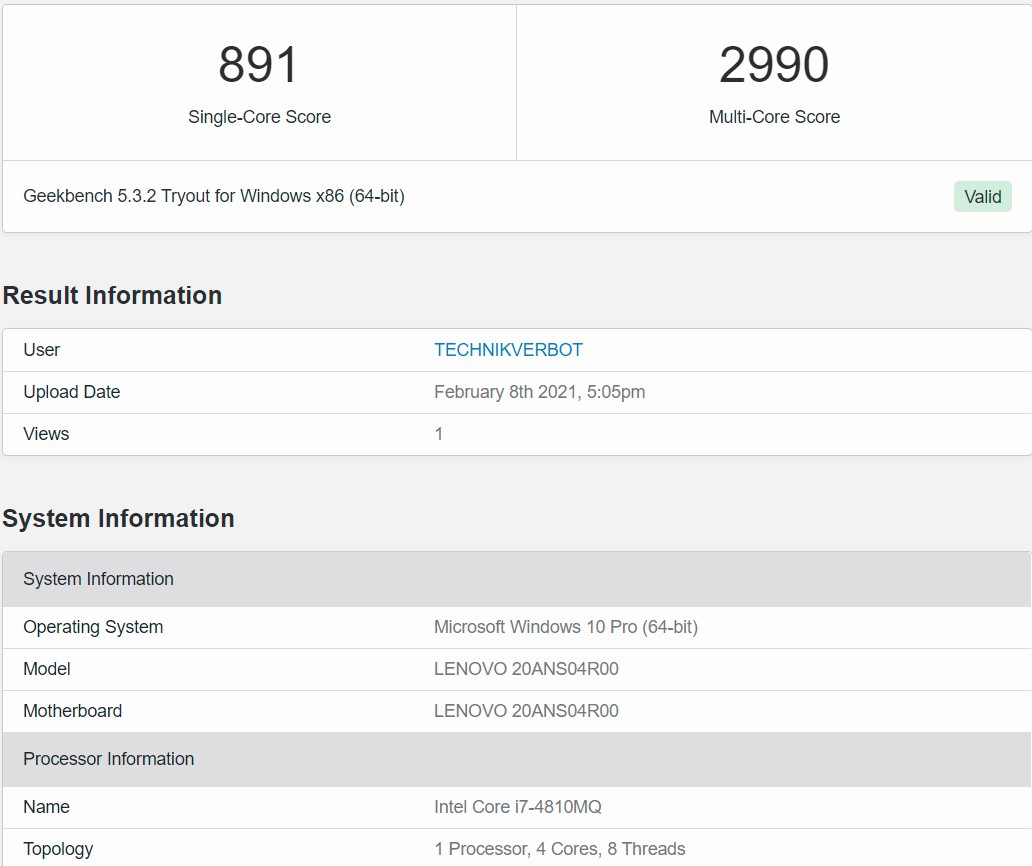 891
Single-Core Score
2990
Multi-Core Score
Geekbench 5.3.2 Tryout for Windows x86 (64-bit)
Valid
Result Information
User TECHNIKVERBOT
Upload Date February 8th 2021, 5:05pm
Views 1
System Information
System Information
Operating System Microsoft Windows 10 Pro (64-bit)
Model LENOVO 20ANS04R00
Motherboard LENOVO 20ANS04R00
Processor Information
Name Intel Core i7-4810MQ
Topology 1 Processor, 4 Cores, 8 Threads